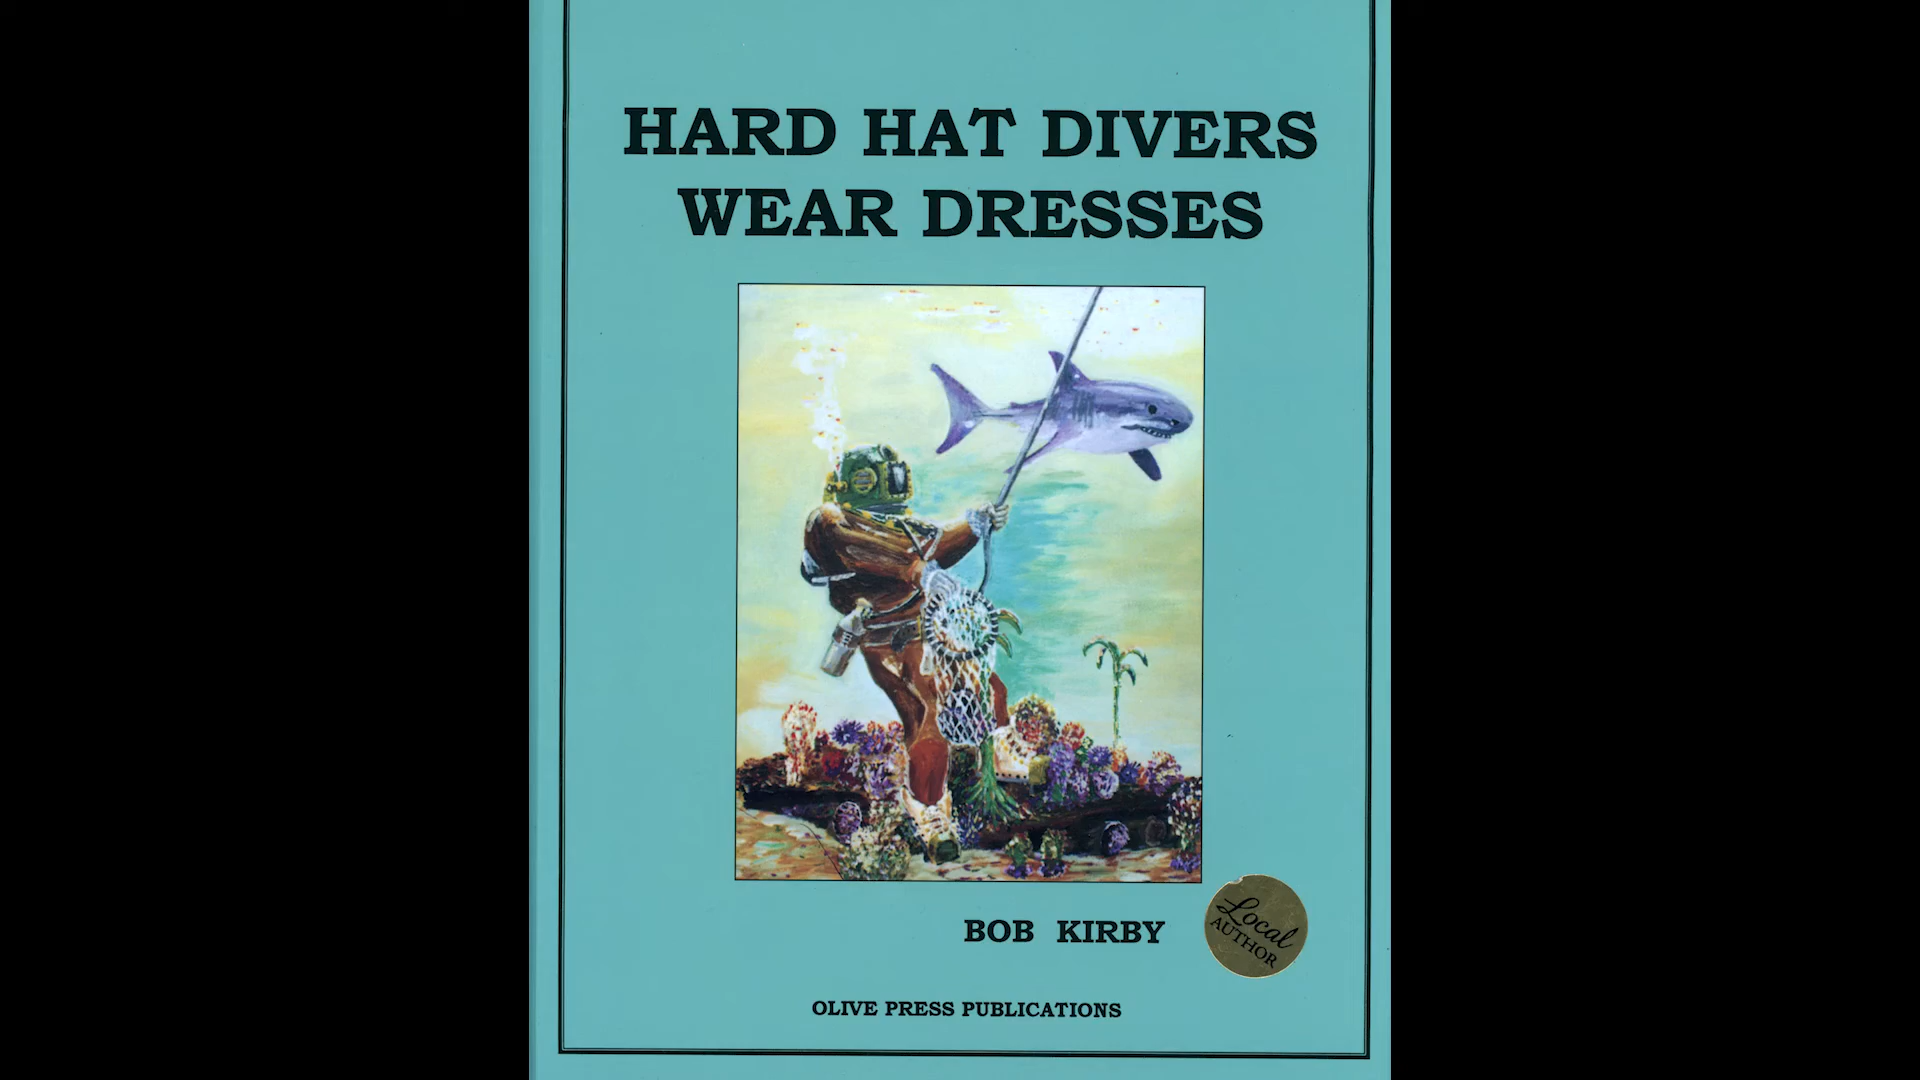 HARD HAT DIVERS
WEAR DRESSES
BOB KIRBY
Local
AUTHOR
OLIVE PRESS PUBLICATIONS